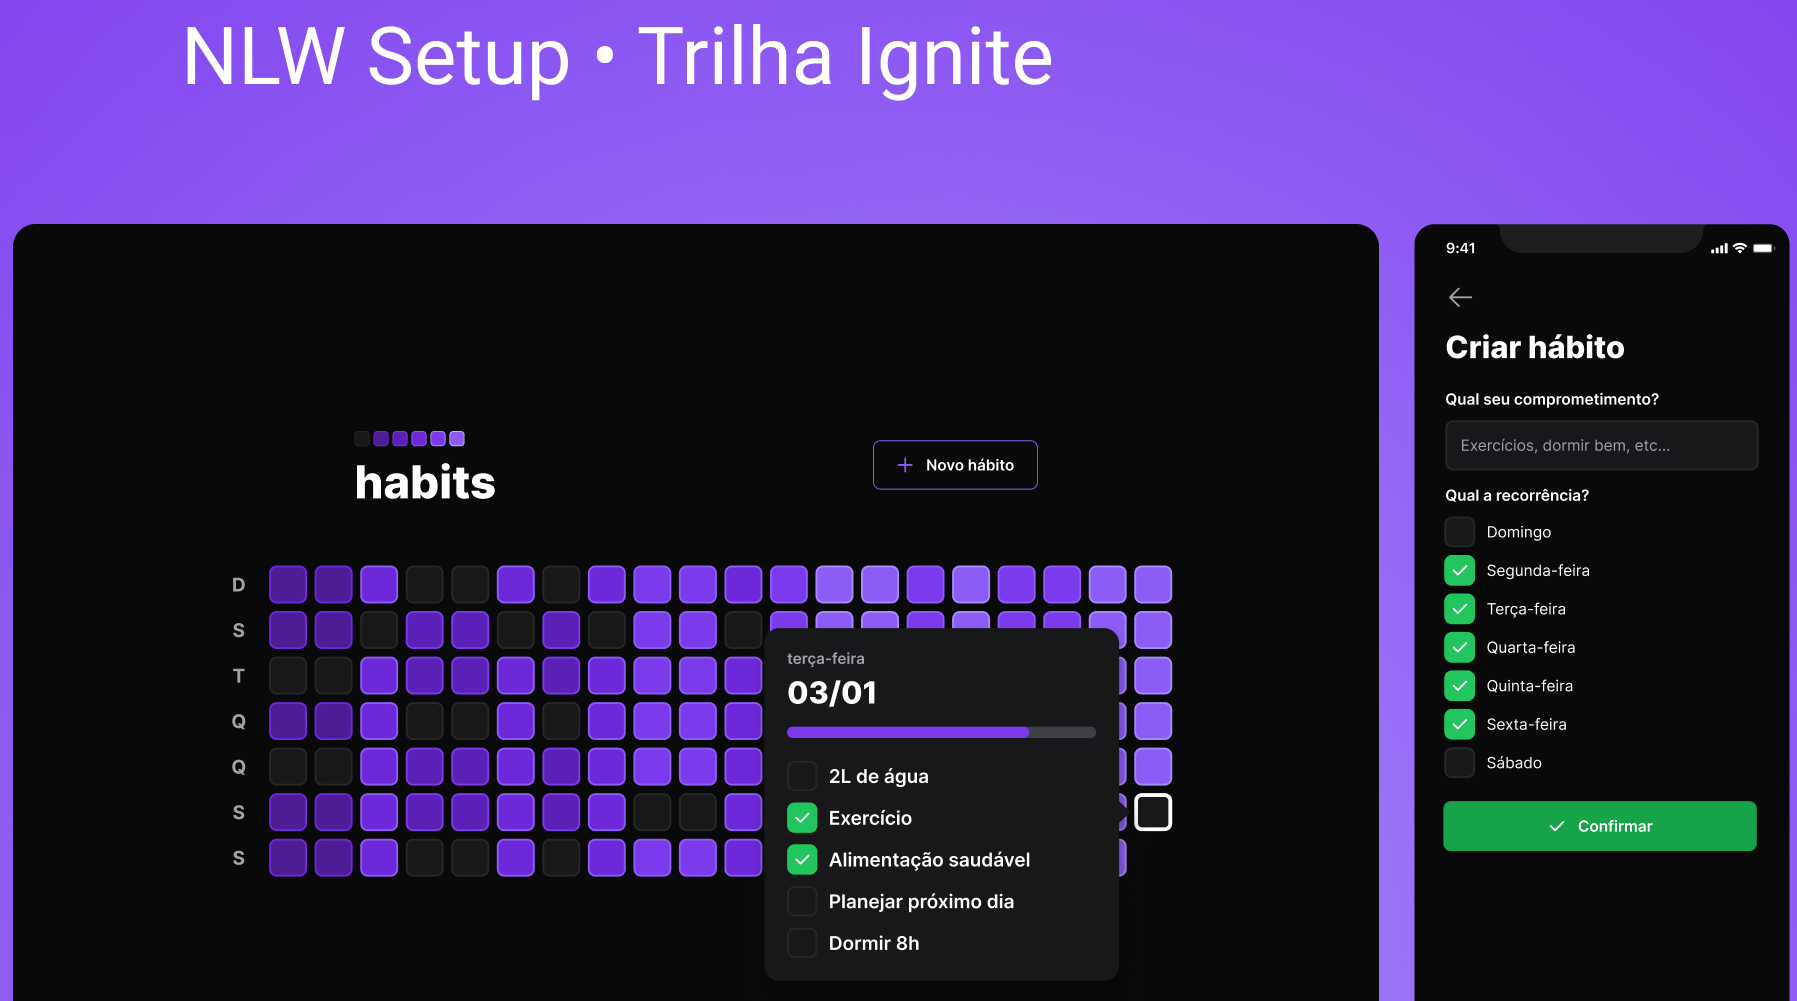 NLW Setup • Trilha Ignite
habits
+ Novo hábito
D
S
T
Q
Q
S
S
terça-feira
03/01
2L de água
Exercício
Alimentação saudável
Planejar próximo dia
Dormir 8h
9:41
Criar hábito
Qual seu comprometimento?
Exercícios, dormir bem, etc...
Qual a recorrência?
Domingo
Segunda-feira
Terça-feira
Quarta-feira
Quinta-feira
Sexta-feira
Sábado
Confirmar